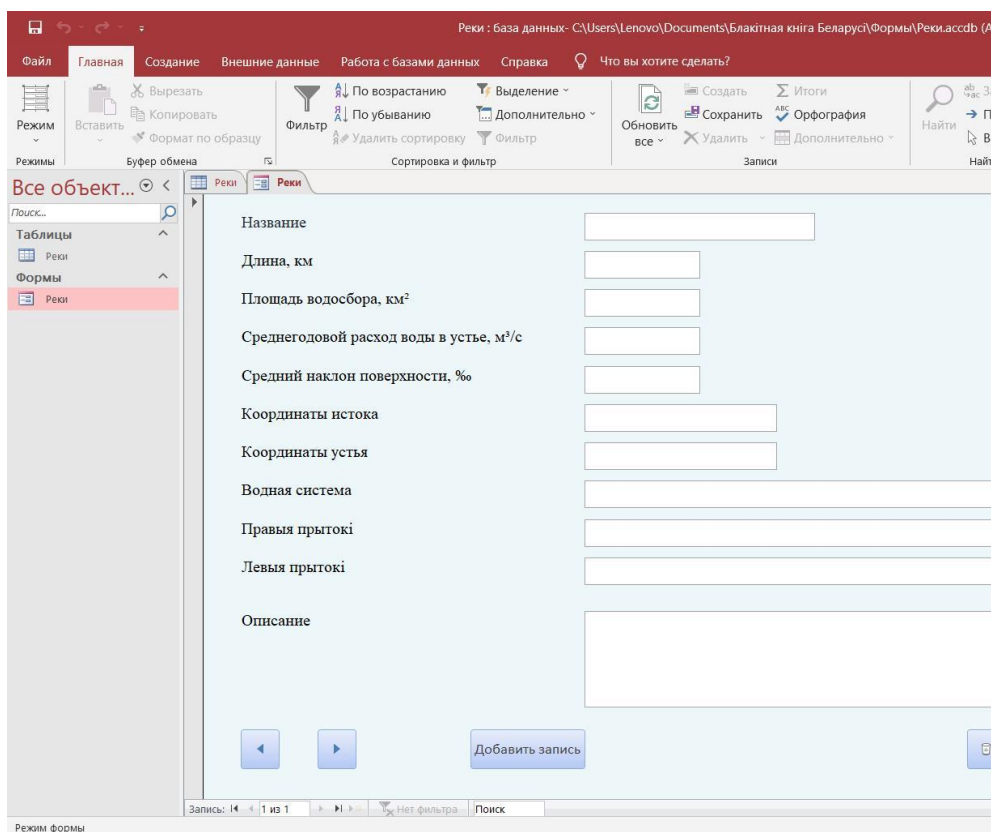 Реки : база данных- C:\Users\Lenovo\Documents\Блакітная кніга Беларусі\Формы\Реки.accdb (A
Файл Главная Создание Внешние данные Работа с базами данных Справка Что вы хотите сделать?
Режим
Вставить
Вырезать
Копировать
Формат по образцу
Фильтр
По возрастанию
По убыванию
Удалить сортировку
Выделение
Дополнительно
Фильтр
Обновить
все
Создать
Сохранить
Удалить
Итоги
Орфография
Дополнительно
Найти
Режимы Буфер обмена Сортировка и фильтр Записи Найт
Все объект...
Поиск...
Таблицы
Реки
Формы
Реки
Реки Реки
Название
Длина, км
Площадь водосбора, км²
Среднегодовой расход воды в устье, м³/с
Средний наклон поверхности, ‰
Координаты истока
Координаты устья
Водная система
Правыя прытокі
Левыя прытокі
Описание
Добавить запись
Запись: 1 из 1 Нет фильтра Поиск
Режим формы